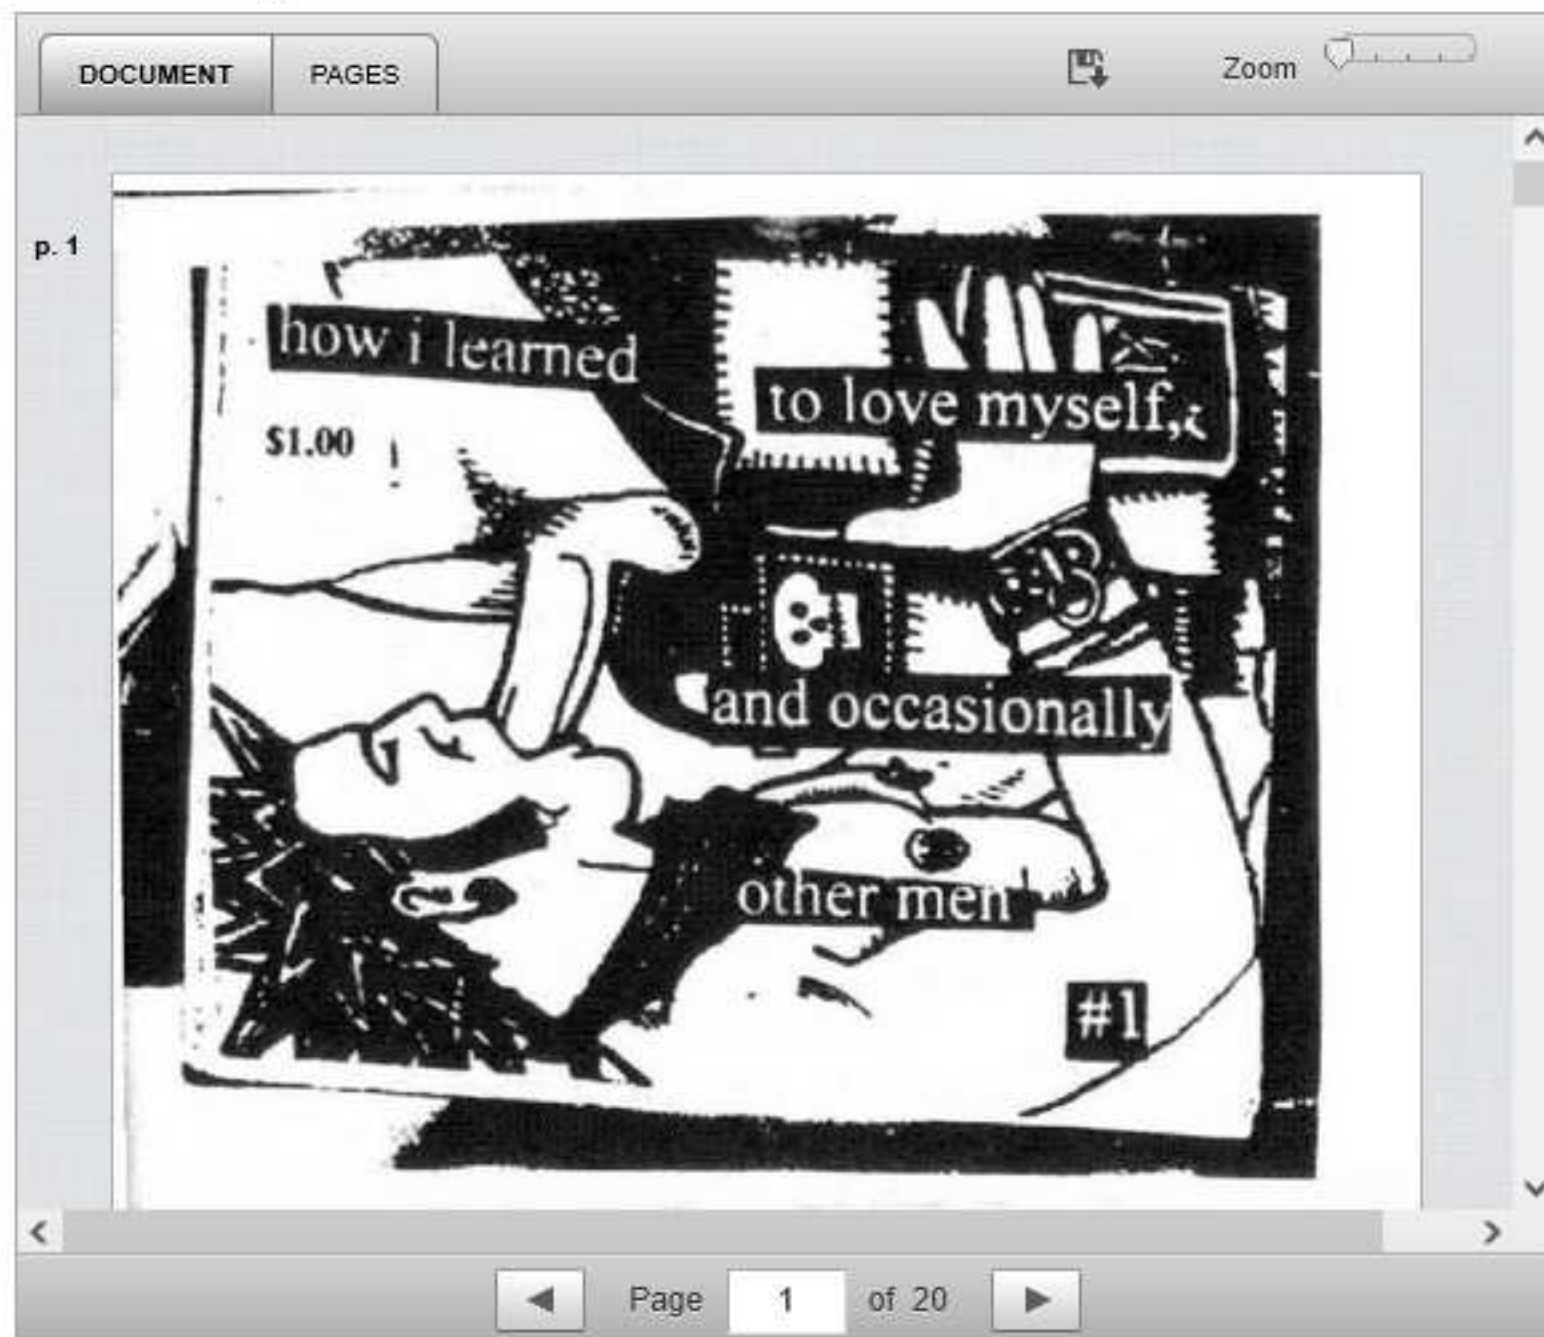 DOCUMENT PAGES Zoom
p. 1
how i learned
to love myself,
$1.00
and occasionally
other men
#1
Page 1 of 20